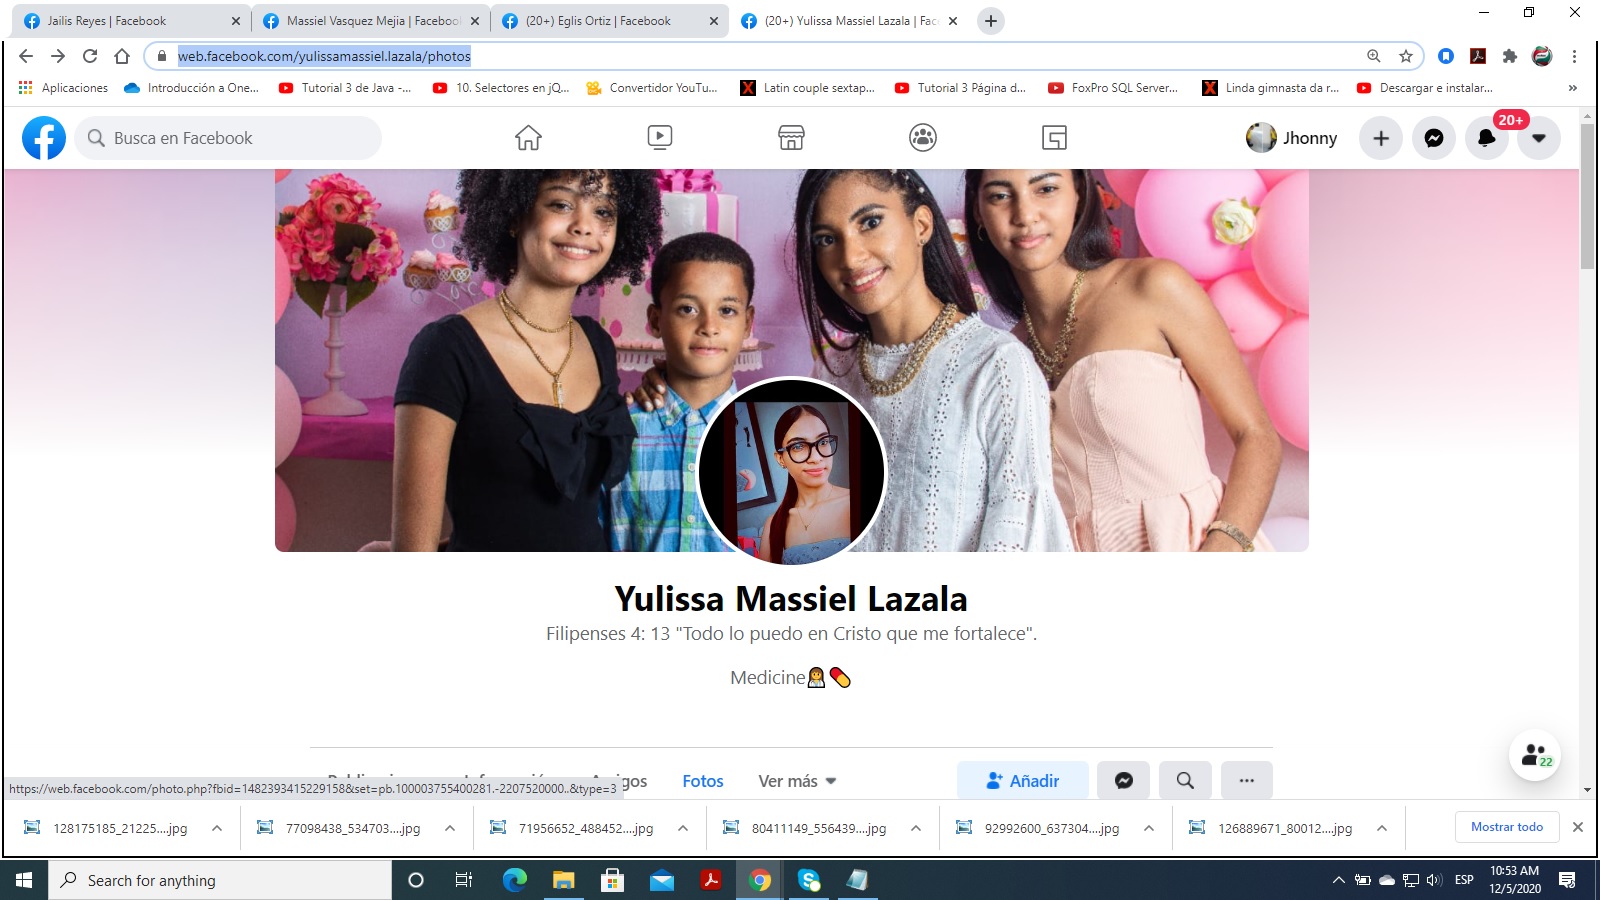 Jailis Reyes | Facebook
Massiel Vasquez Mejia | Facebook
(20+) Eglis Ortiz | Facebook
(20+) Yulissa Massiel Lazala | Fac
web.facebook.com/yulissamassiel.lazala/photos
Aplicaciones
Introducción a One...
Tutorial 3 de Java -...
10. Selectores en jQ...
Convertidor YouTu...
Latin couple sextap...
Tutorial 3 Página d...
FoxPro SQL Server...
Linda gimnasta da r...
Descargar e instalar...
»
Busca en Facebook
Jhonny
20+
Yulissa Massiel Lazala
Filipenses 4: 13 "Todo lo puedo en Cristo que me fortalece".
Medicine👩‍⚕️💊
22
Fotos
Ver más
Añadir
https://web.facebook.com/photo.php?fbid=1482393415229158&set=pb.100003755400281.-2207520000..&type=3
128175185_21225....jpg
77098438_534703....jpg
71956652_488452....jpg
80411149_556439....jpg
92992600_637304....jpg
126889671_80012....jpg
Mostrar todo
Search for anything
ESP
10:53 AM
12/5/2020